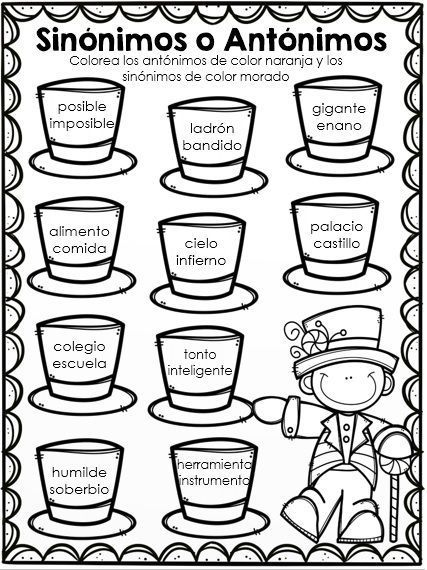 Sinónimos o Antónimos
Colorea los antónimos de color naranja y los
sinónimos de color morado
posible
imposible
ladrón
bandido
gigante
enano
alimento
comida
cielo
infierno
palacio
castillo
colegio
escuela
tonto
inteligente
humilde
soberbio
herramienta
instrumento